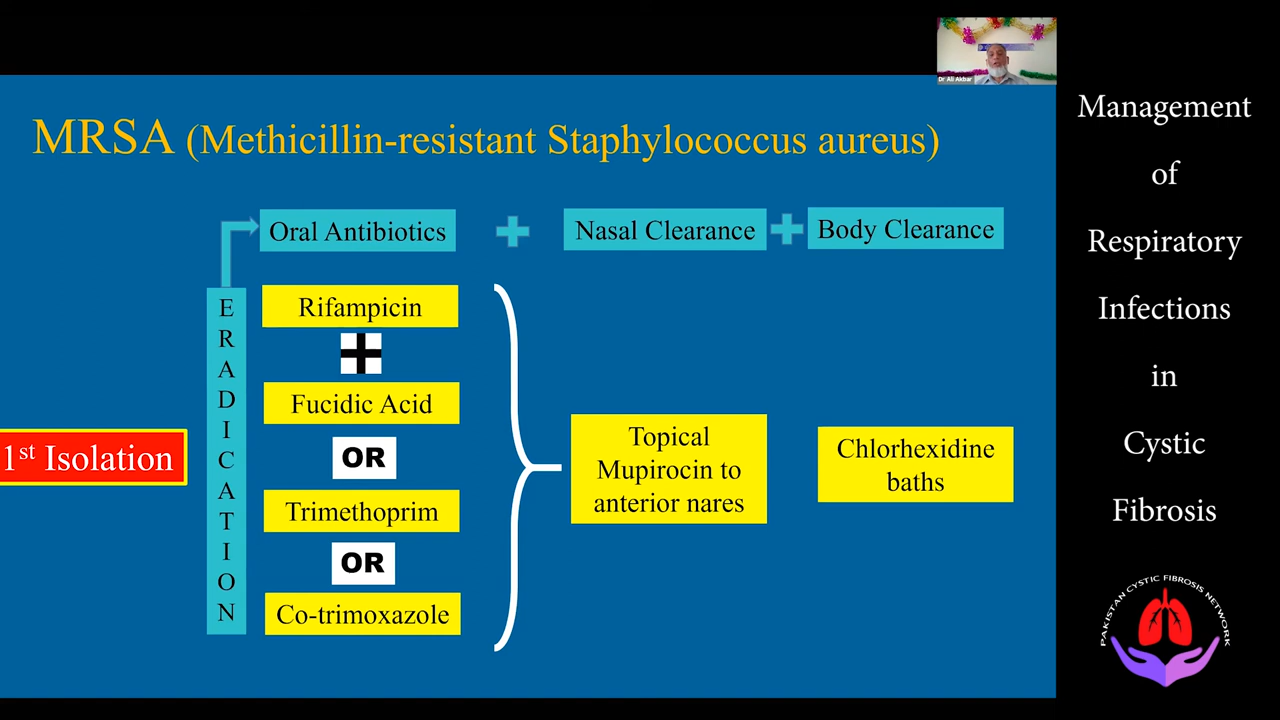 Dr Ali Akbar
MRSA (Methicillin-resistant Staphylococcus aureus)
Oral Antibiotics
Nasal Clearance
Body Clearance
ERADICATION
1st Isolation
Rifampicin
Fucidic Acid
OR
Trimethoprim
OR
Co-trimoxazole
Topical
Mupirocin to
anterior nares
Chlorhexidine
baths
Management
of
Respiratory
Infections
in
Cystic
Fibrosis
PAKISTAN CYSTIC FIBROSIS NETWORK